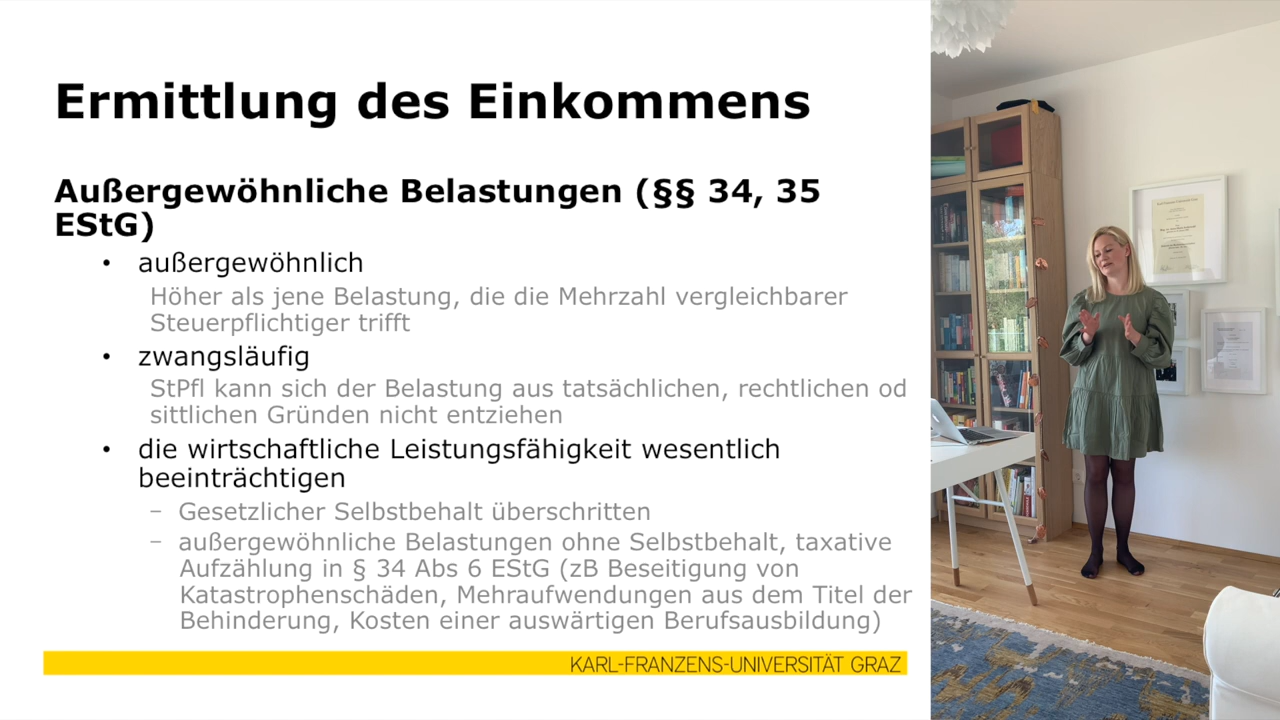 Ermittlung des Einkommens
Außergewöhnliche Belastungen (§§ 34, 35
EStG)
• außergewöhnlich
Höher als jene Belastung, die die Mehrzahl vergleichbarer
Steuerpflichtiger trifft
• zwangsläufig
StPfl kann sich der Belastung aus tatsächlichen, rechtlichen od
sittlichen Gründen nicht entziehen
• die wirtschaftliche Leistungsfähigkeit wesentlich
beeinträchtigen
– Gesetzlicher Selbstbehalt überschritten
– außergewöhnliche Belastungen ohne Selbstbehalt, taxative
Aufzählung in § 34 Abs 6 EStG (zB Beseitigung von
Katastrophenschäden, Mehraufwendungen aus dem Titel der
Behinderung, Kosten einer auswärtigen Berufsausbildung)
KARL-FRANZENS-UNIVERSITÄT GRAZ